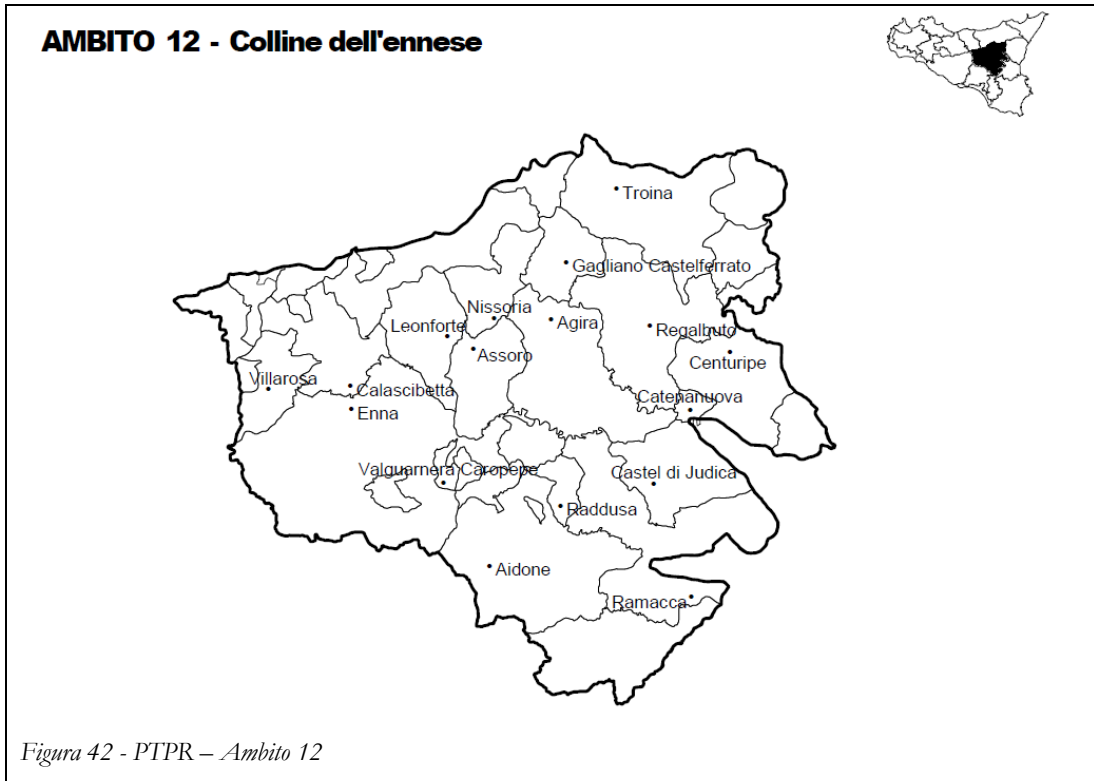 AMBITO 12 - Colline dell'ennese
Troina
Gagliano Castelferrato
Nissoria
Leonforte
Agira
Regalbuto
Assoro
Centuripe
Villarosa
Calascibetta
Catenanuova
Enna
Valguarnera Caropepe
Castel di Judica
Raddusa
Aidone
Ramacca
Figura 42 - PTPR – Ambito 12